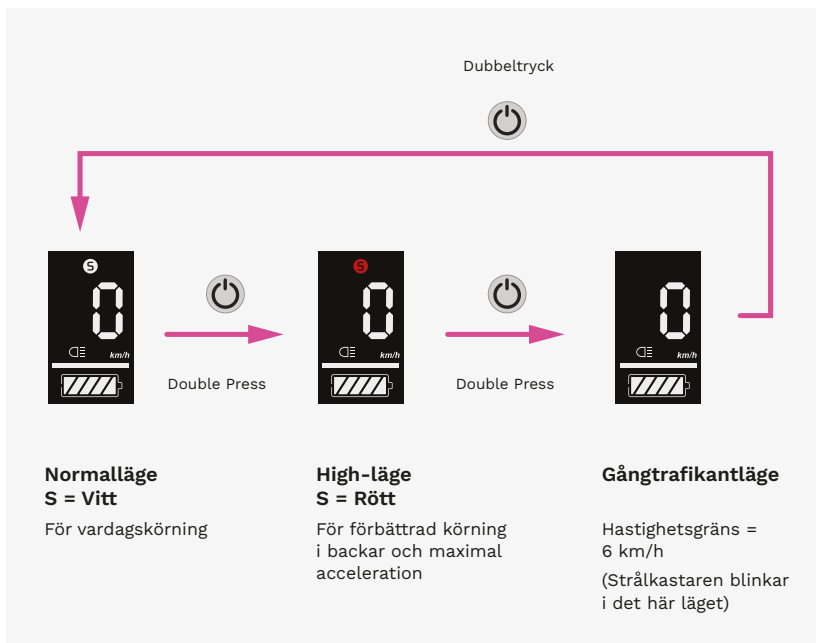 Dubbeltryck
S
0
km/h
Double Press
S
0
km/h
Double Press
0
km/h
Normalläge
S = Vitt
För vardagskörning
High-läge
S = Rött
För förbättrad körning
i backar och maximal
acceleration
Gångtrafikantläge
Hastighetsgräns =
6 km/h
(Strålkastaren blinkar
i det här läget)